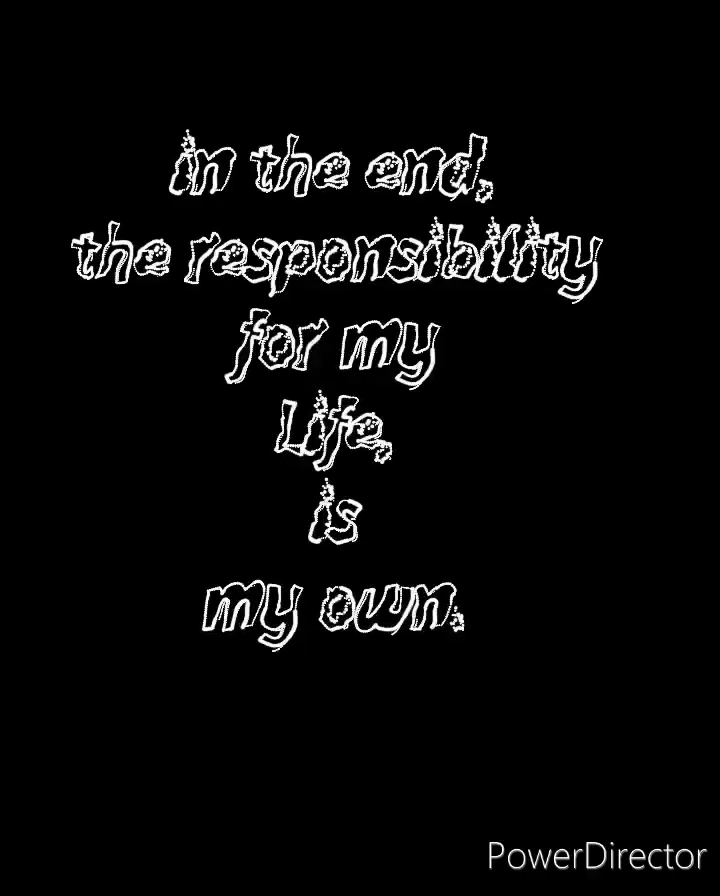 in the end,
the responsibility
for my
Life,
is
my own.
PowerDirector